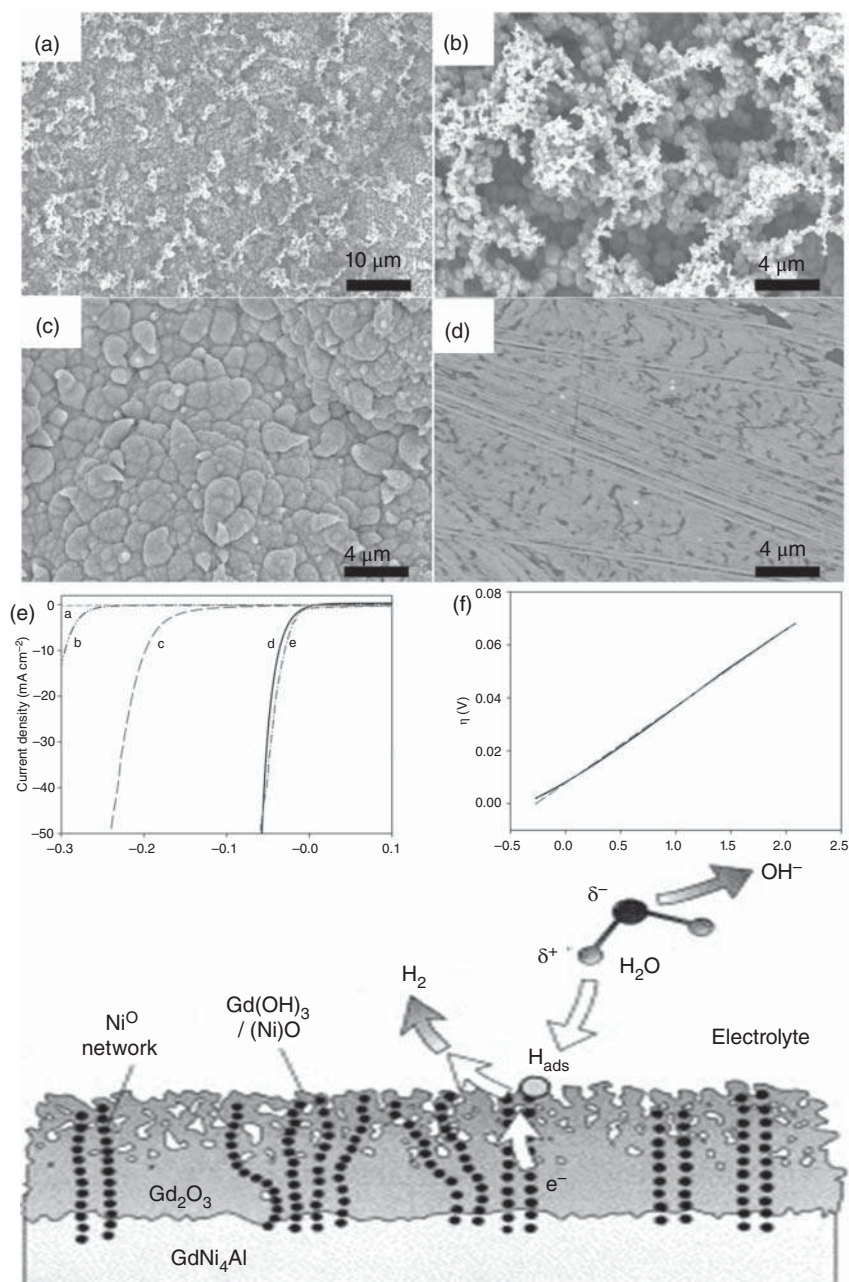 (a)
10 μm
(b)
4 μm
(c)
4 μm
(d)
4 μm
(e)
Current density (mA cm⁻²)
0
−10
−20
−30
−40
−50
a
b
c
d
e
−0.3
−0.2
−0.1
−0.0
0.1
(f)
η (V)
0.08
0.06
0.04
0.02
0.00
−0.5
0.0
0.5
1.0
1.5
2.0
2.5
OH⁻
δ⁻
δ⁺
H₂O
H₂
Gd(OH)₃
/ (Ni)O
Niᴼ
network
Electrolyte
Hₐds
e⁻
Gd₂O₃
GdNi₄Al